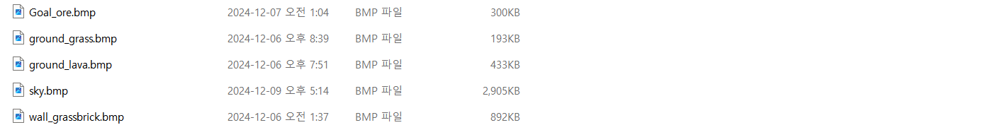 Goal_ore.bmp 2024-12-07 오전 1:04 BMP 파일 300KB
ground_grass.bmp 2024-12-06 오후 8:39 BMP 파일 193KB
ground_lava.bmp 2024-12-06 오후 7:51 BMP 파일 433KB
sky.bmp 2024-12-09 오후 5:14 BMP 파일 2,905KB
wall_grassbrick.bmp 2024-12-06 오전 1:37 BMP 파일 892KB